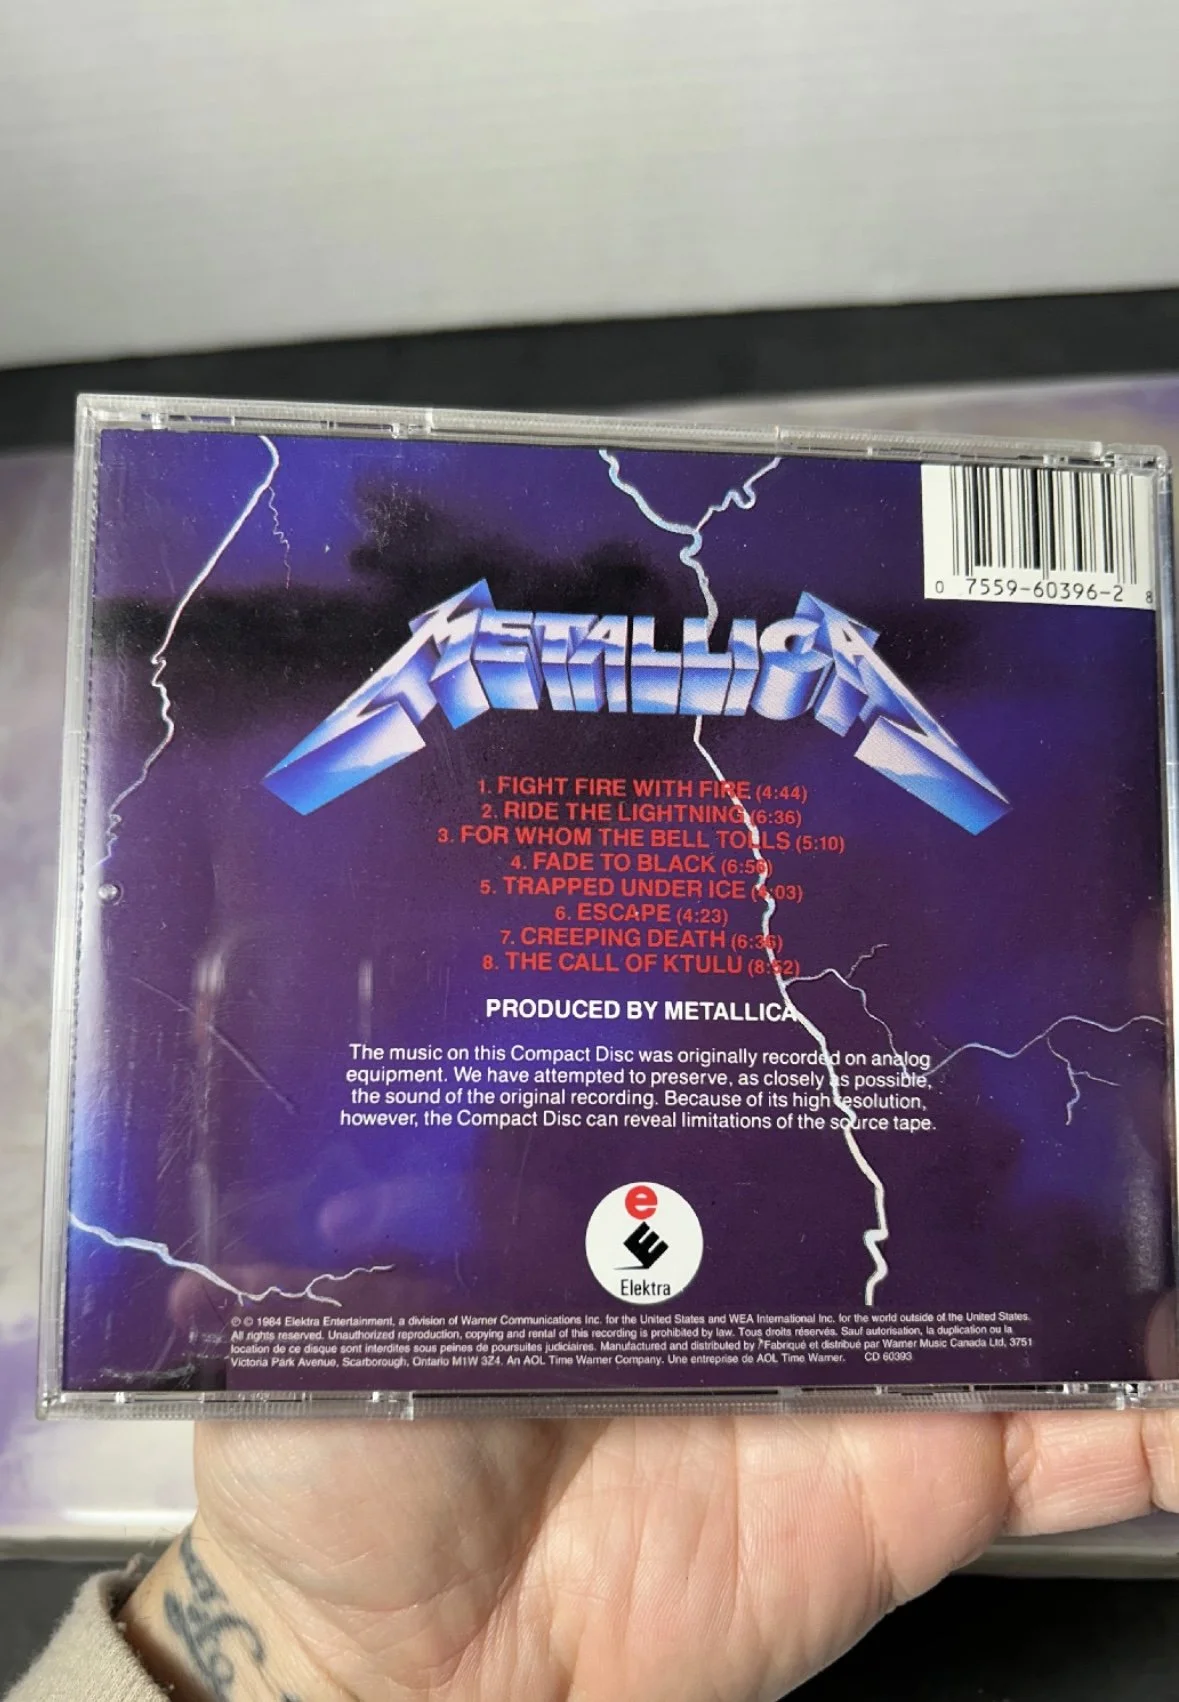 0 7559-60396-2 8
METALLICA
1. FIGHT FIRE WITH FIRE (4:44)
2. RIDE THE LIGHTNING (6:36)
3. FOR WHOM THE BELL TOLLS (5:10)
4. FADE TO BLACK (6:56)
5. TRAPPED UNDER ICE (4:03)
6. ESCAPE (4:23)
7. CREEPING DEATH (6:36)
8. THE CALL OF KTULU (8:52)
PRODUCED BY METALLICA
The music on this Compact Disc was originally recorded on analog
equipment. We have attempted to preserve, as closely as possible,
the sound of the original recording. Because of its high resolution,
however, the Compact Disc can reveal limitations of the source tape.
e
E
Elektra
℗ © 1984 Elektra Entertainment, a division of Warner Communications Inc. for the United States and WEA International Inc. for the world outside of the United States.
All rights reserved. Unauthorized reproduction, copying and rental of this recording is prohibited by law. Tous droits réservés. Sauf autorisation, la duplication ou la
location de ce disque sont interdites sous peines de poursuites judiciaires. Manufactured and distributed by / Fabriqué et distribué par Warner Music Canada Ltd, 3751
Victoria Park Avenue, Scarborough, Ontario M1W 3Z4. An AOL Time Warner Company. Une entreprise de AOL Time Warner. CD 60393